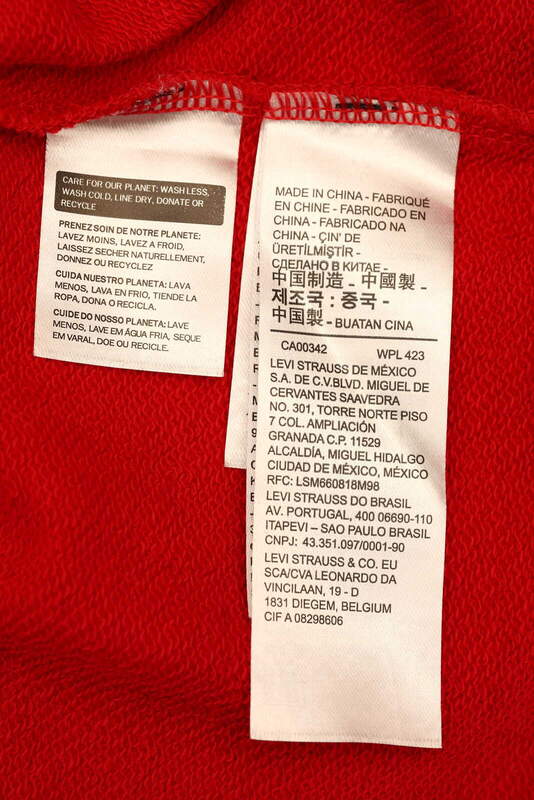 CARE FOR OUR PLANET: WASH LESS,
WASH COLD, LINE DRY, DONATE OR
RECYCLE
PRENEZ SOIN DE NOTRE PLANETE:
LAVEZ MOINS, LAVEZ A FROID,
LAISSEZ SECHER NATURELLEMENT,
DONNEZ OU RECYCLEZ
CUIDA NUESTRO PLANETA: LAVA
MENOS, LAVA EN FRIO, TIENDE LA
ROPA, DONA O RECICLA.
CUIDE DO NOSSO PLANETA: LAVE
MENOS, LAVE EM ÁGUA FRIA, SEQUE
EM VARAL, DOE OU RECICLE.
MADE IN CHINA - FABRIQUÉ
EN CHINE - FABRICADO EN
CHINA - FABRICADO NA
CHINA - ÇIN' DE
ÜRETİLMİŞTİR -
СДЕЛАНО В КИТАЕ -
中国制造 - 中國製 -
제조국 : 중국 -
中国製 - BUATAN CINA
CA00342 WPL 423
LEVI STRAUSS DE MÉXICO
S.A. DE C.V.BLVD. MIGUEL DE
CERVANTES SAAVEDRA
NO. 301, TORRE NORTE PISO
7 COL. AMPLIACIÓN
GRANADA C.P. 11529
ALCALDÍA, MIGUEL HIDALGO
CIUDAD DE MÉXICO, MÉXICO
RFC: LSM660818M98
LEVI STRAUSS DO BRASIL
AV. PORTUGAL, 400 06690-110
ITAPEVI – SAO PAULO BRASIL
CNPJ: 43.351.097/0001-90
LEVI STRAUSS & CO. EU
SCA/CVA LEONARDO DA
VINCILAAN, 19 - D
1831 DIEGEM, BELGIUM
CIF A 08298606